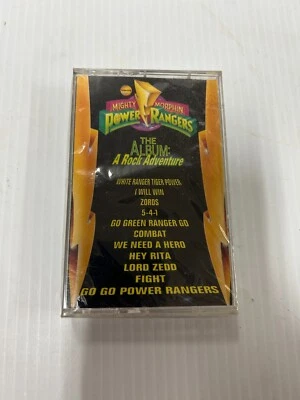 MIGHTY MORPHIN
POWER RANGERS
THE
ALBUM:
A Rock Adventure
WHITE RANGER TIGER POWER
I WILL WIN
ZORDS
5-4-1
GO GREEN RANGER GO
COMBAT
WE NEED A HERO
HEY RITA
LORD ZEDD
FIGHT
GO GO POWER RANGERS